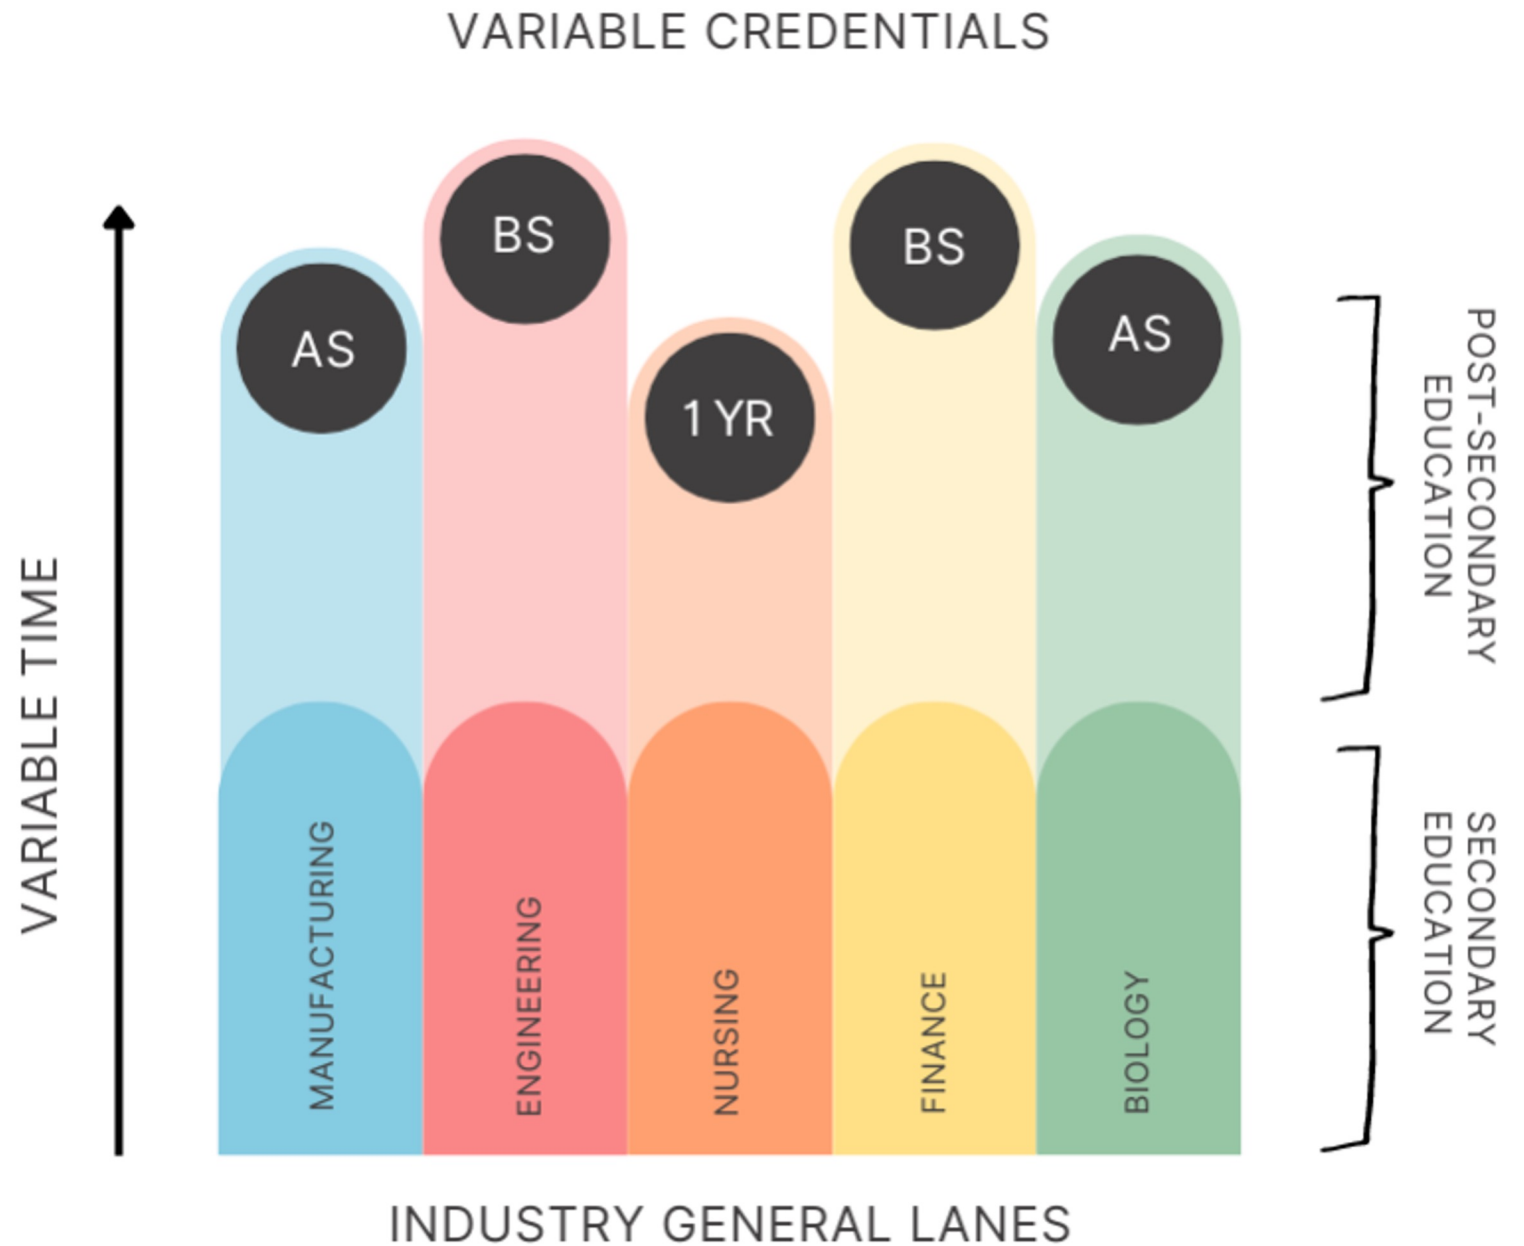 VARIABLE CREDENTIALS
AS
BS
1 YR
BS
AS
VARIABLE TIME
POST-SECONDARY
EDUCATION
SECONDARY
EDUCATION
MANUFACTURING
ENGINEERING
NURSING
FINANCE
BIOLOGY
INDUSTRY GENERAL LANES